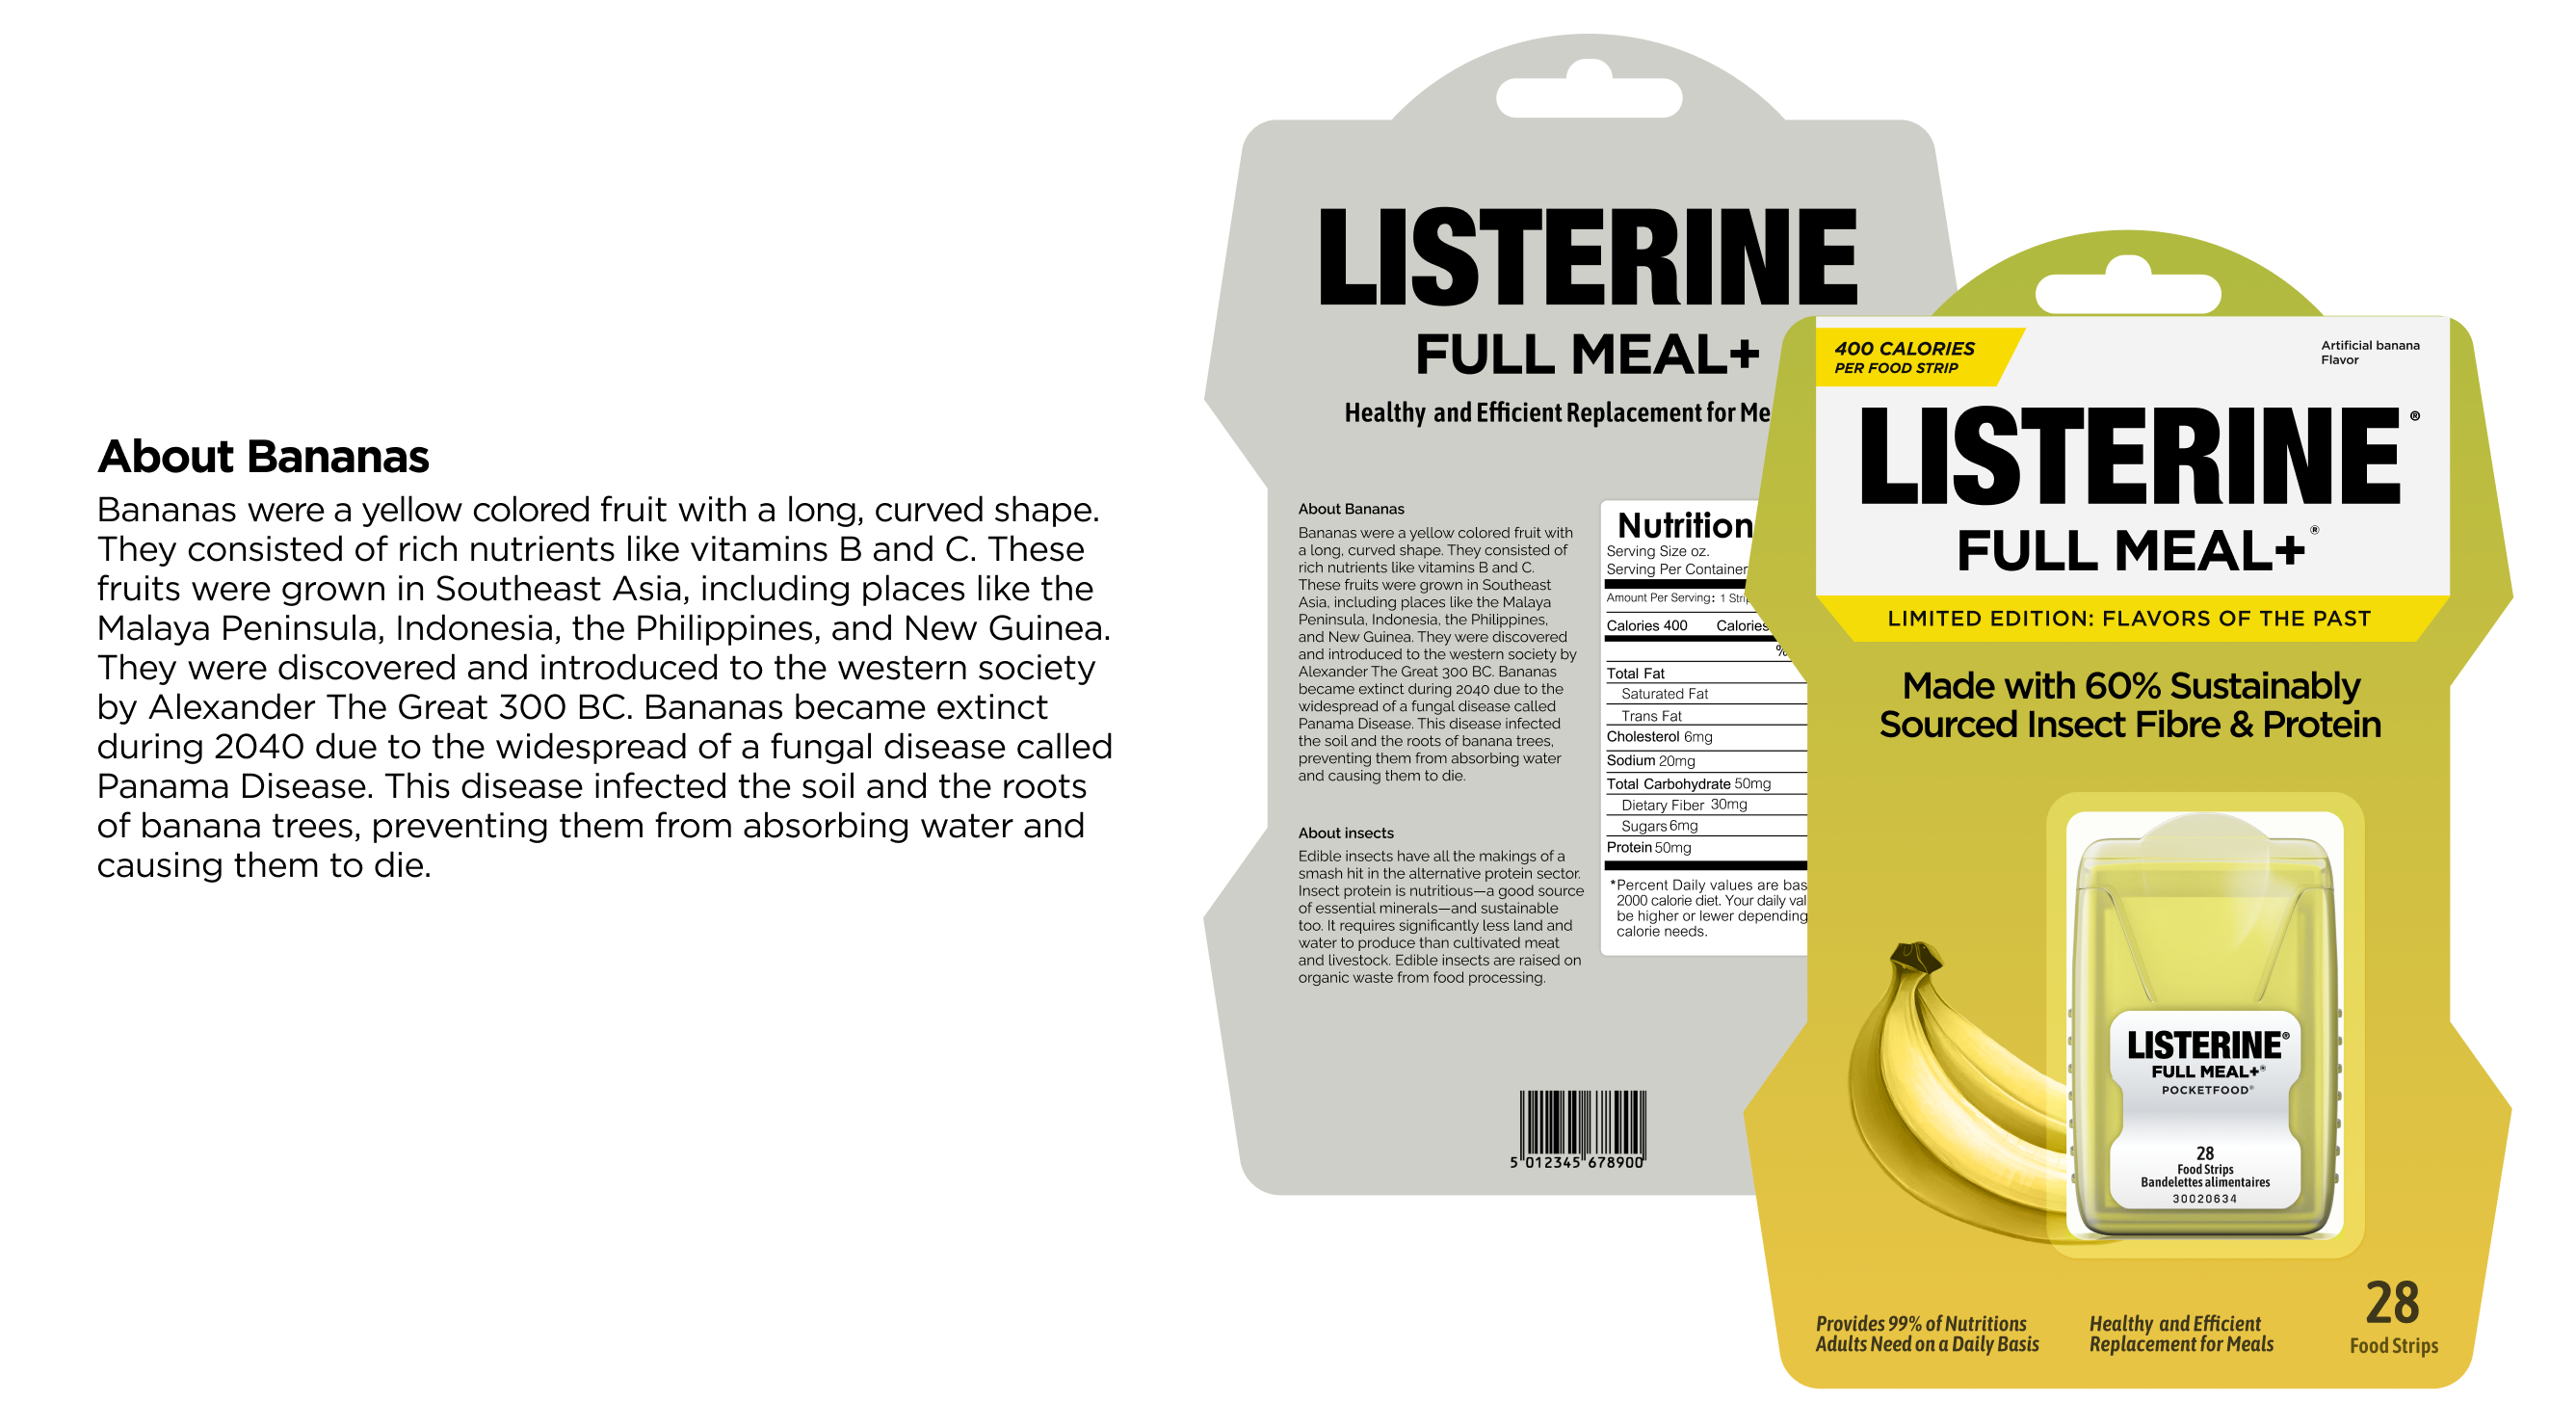 About Bananas
Bananas were a yellow colored fruit with a long, curved shape.
They consisted of rich nutrients like vitamins B and C. These
fruits were grown in Southeast Asia, including places like the
Malaya Peninsula, Indonesia, the Philippines, and New Guinea.
They were discovered and introduced to the western society
by Alexander The Great 300 BC. Bananas became extinct
during 2040 due to the widespread of a fungal disease called
Panama Disease. This disease infected the soil and the roots
of banana trees, preventing them from absorbing water and
causing them to die.
LISTERINE
FULL MEAL+
Healthy and Efficient Replacement for Me
About Bananas
Bananas were a yellow colored fruit with
a long, curved shape. They consisted of
rich nutrients like vitamins B and C.
These fruits were grown in Southeast
Asia, including places like the Malaya
Peninsula, Indonesia, the Philippines,
and New Guinea. They were discovered
and introduced to the western society by
Alexander The Great 300 BC. Bananas
became extinct during 2040 due to the
widespread of a fungal disease called
Panama Disease. This disease infected
the soil and the roots of banana trees,
preventing them from absorbing water
and causing them to die.
About insects
Edible insects have all the makings of a
smash hit in the alternative protein sector.
Insect protein is nutritious—a good source
of essential minerals—and sustainable
too. It requires significantly less land and
water to produce than cultivated meat
and livestock. Edible insects are raised on
organic waste from food processing.
Nutrition
Serving Size oz.
Serving Per Container
Amount Per Serving: 1 Strip
Calories 400 Calories
%
Total Fat
Saturated Fat
Trans Fat
Cholesterol 6mg
Sodium 20mg
Total Carbohydrate 50mg
Dietary Fiber 30mg
Sugars 6mg
Protein 50mg
*Percent Daily values are bas
2000 calorie diet. Your daily val
be higher or lewer depending
calorie needs.
5 012345 678900
400 CALORIES
PER FOOD STRIP
Artificial banana
Flavor
LISTERINE®
FULL MEAL+®
LIMITED EDITION: FLAVORS OF THE PAST
Made with 60% Sustainably
Sourced Insect Fibre & Protein
LISTERINE®
FULL MEAL+®
POCKETFOOD®
28
Food Strips
Bandelettes alimentaires
30020634
Provides 99% of Nutritions
Adults Need on a Daily Basis
Healthy and Efficient
Replacement for Meals
28
Food Strips